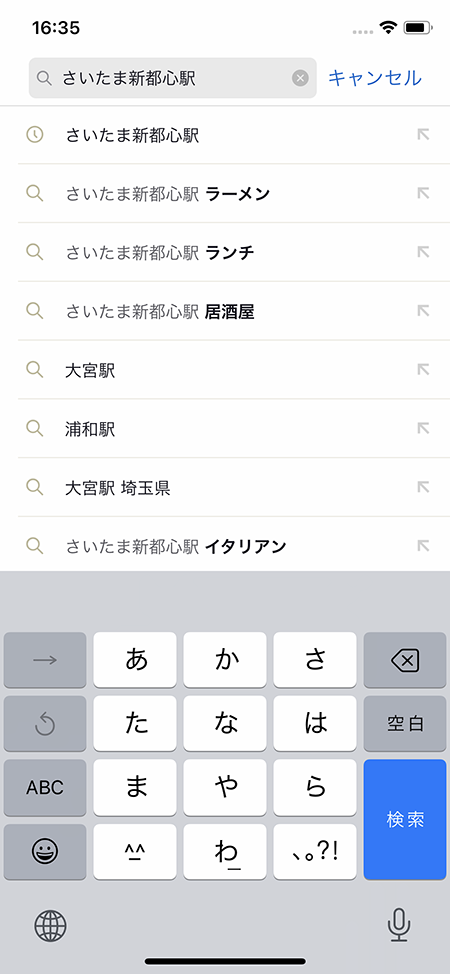 16:35
さいたま新都心駅 キャンセル
さいたま新都心駅
さいたま新都心駅 ラーメン
さいたま新都心駅 ランチ
さいたま新都心駅 居酒屋
大宮駅
浦和駅
大宮駅 埼玉県
さいたま新都心駅 イタリアン
→ あ か さ
た な は 空白
ABC ま や ら 検索
^^ わ 、。?!